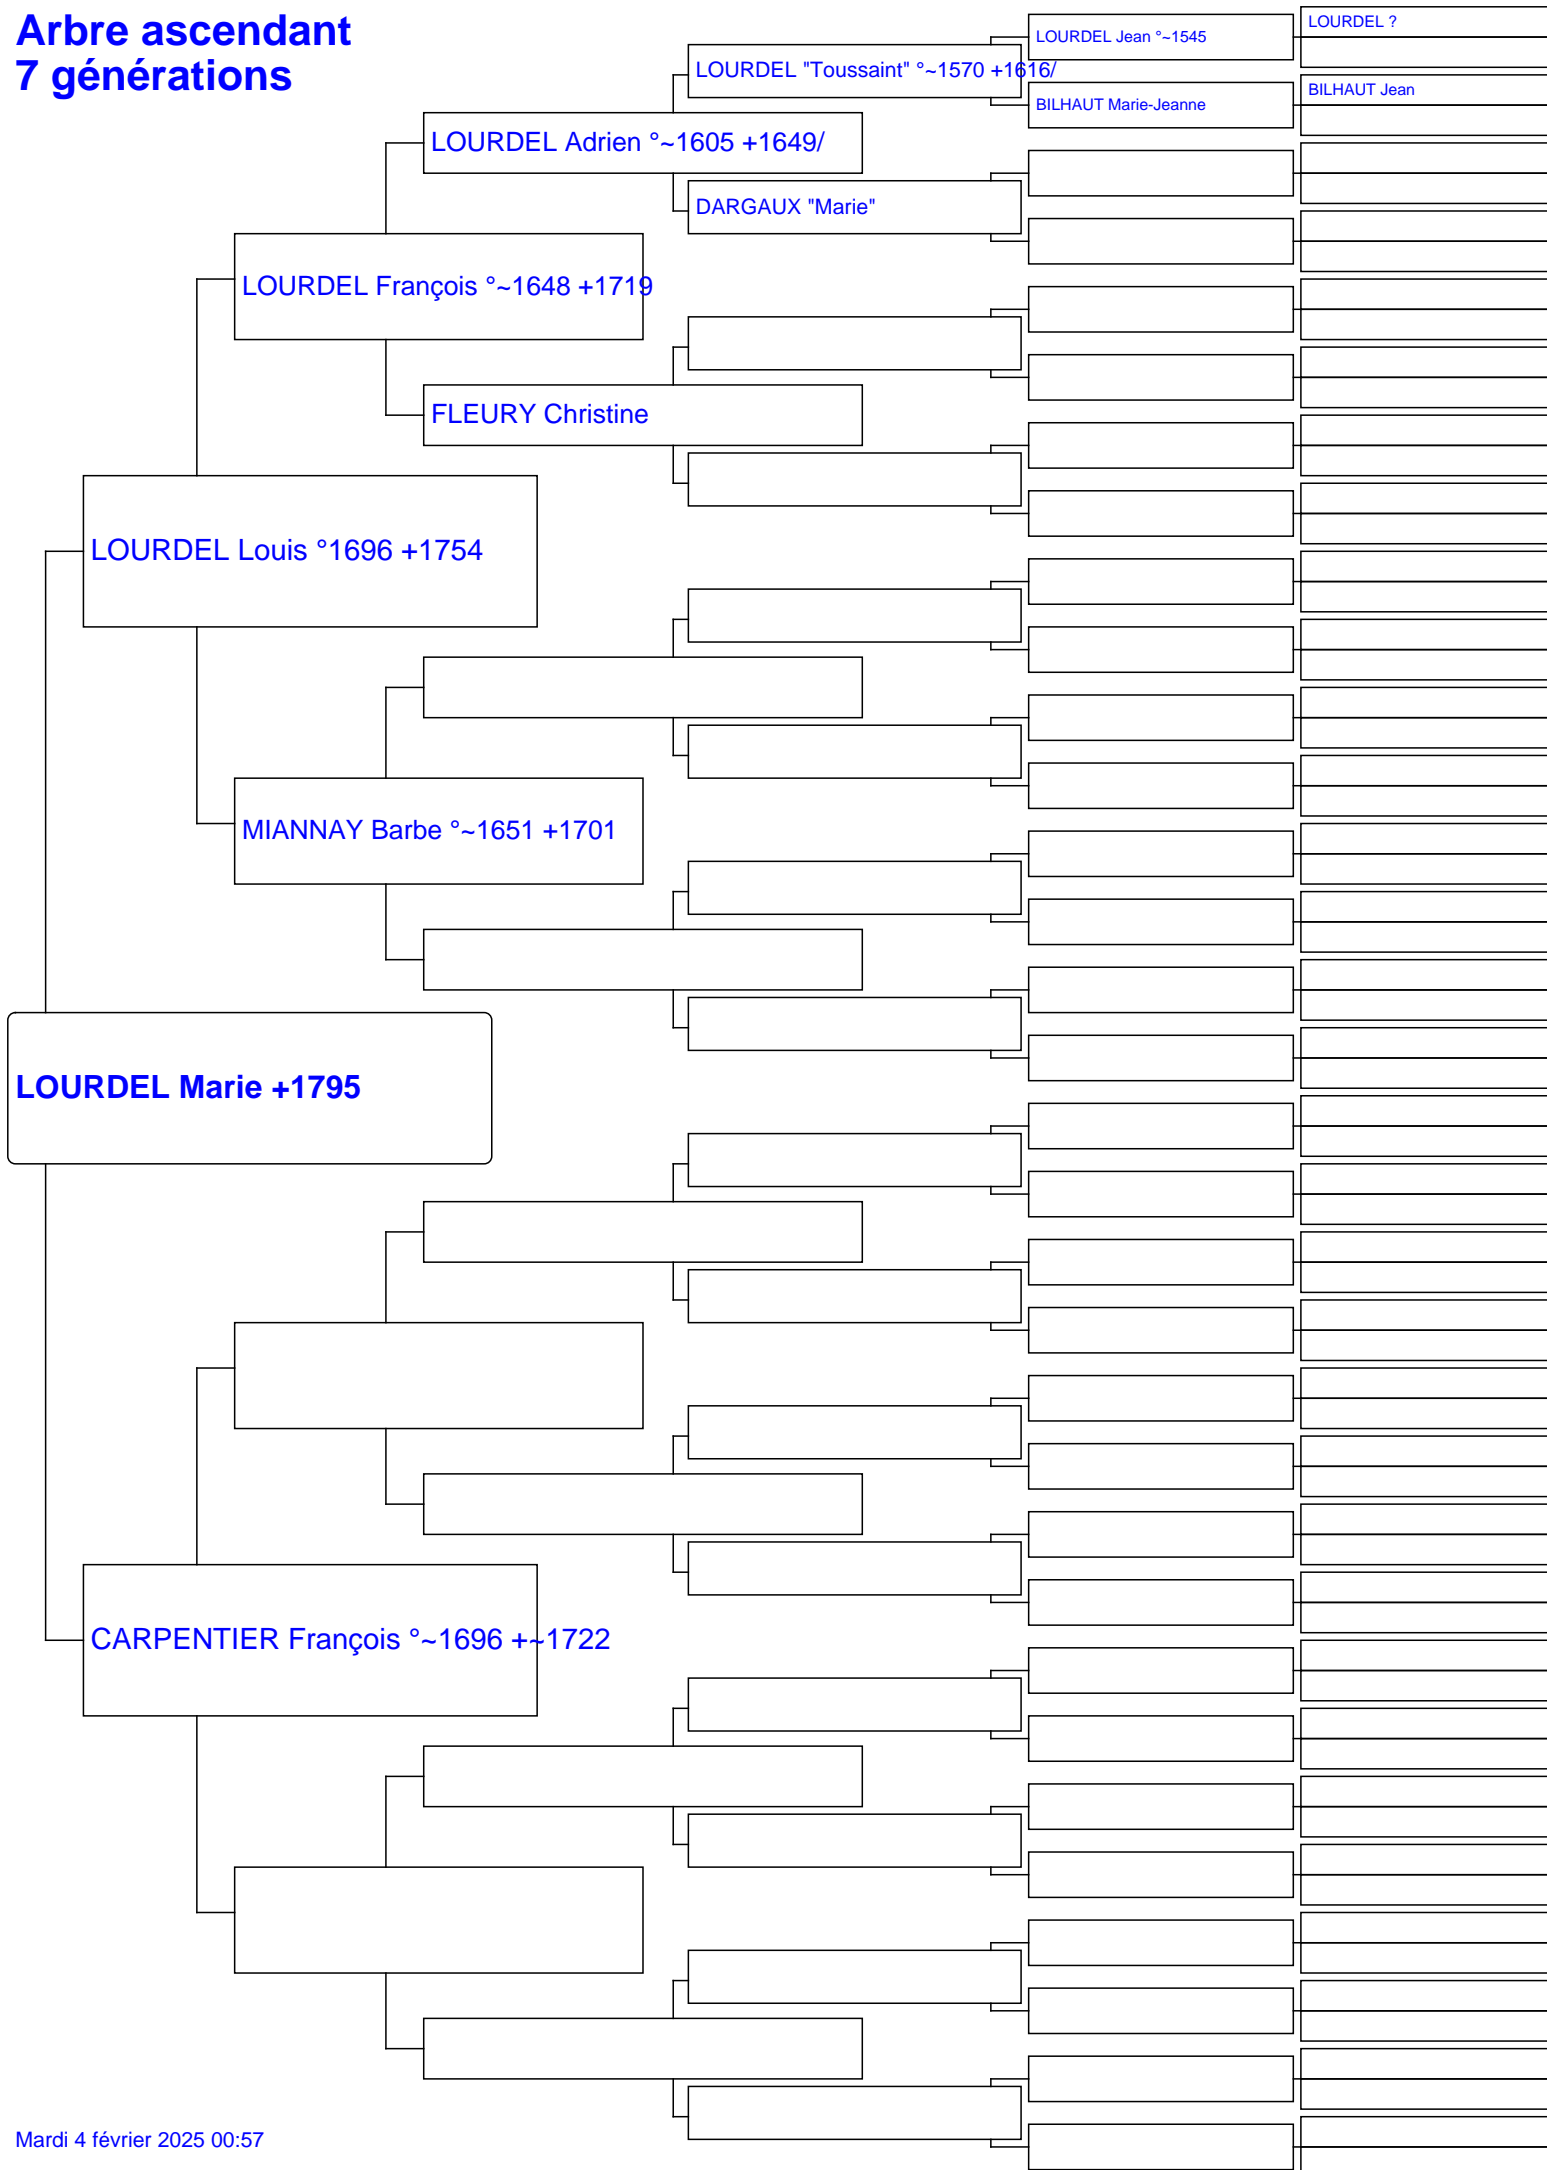 Arbre ascendant
7 générations
LOURDEL ?
LOURDEL Jean °~1545
LOURDEL "Toussaint" °~1570 +1616/
BILHAUT Jean
BILHAUT Marie-Jeanne
LOURDEL Adrien °~1605 +1649/
DARGAUX "Marie"
LOURDEL François °~1648 +1719
FLEURY Christine
LOURDEL Louis °1696 +1754
MIANNAY Barbe °~1651 +1701
LOURDEL Marie +1795
CARPENTIER François °~1696 +~1722
Mardi 4 février 2025 00:57